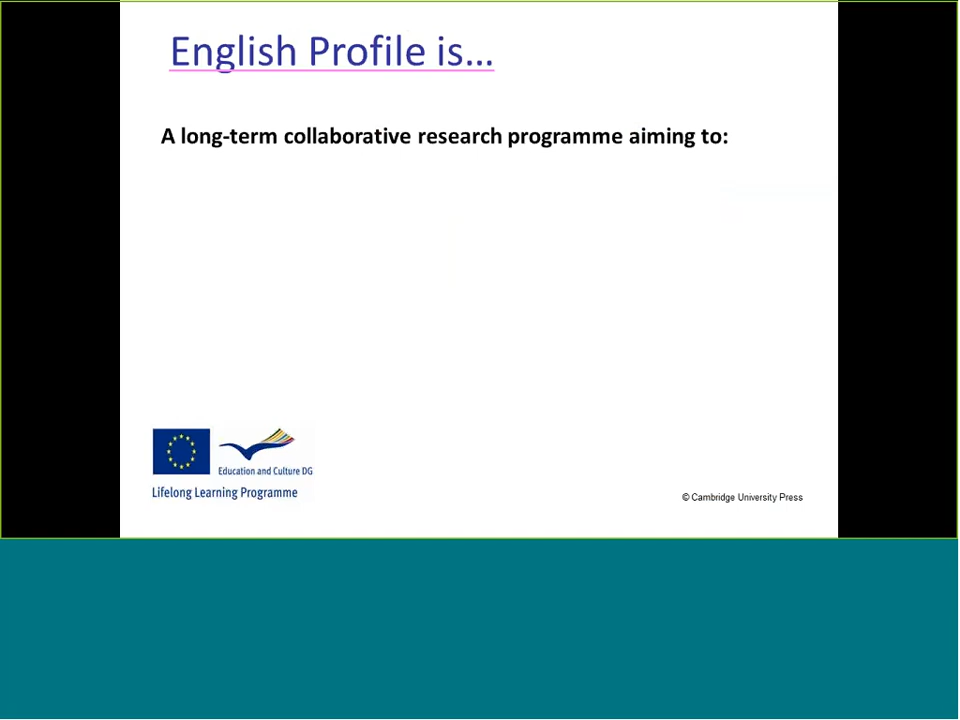 English Profile is...
A long-term collaborative research programme aiming to:
Education and Culture DG
Lifelong Learning Programme
© Cambridge University Press